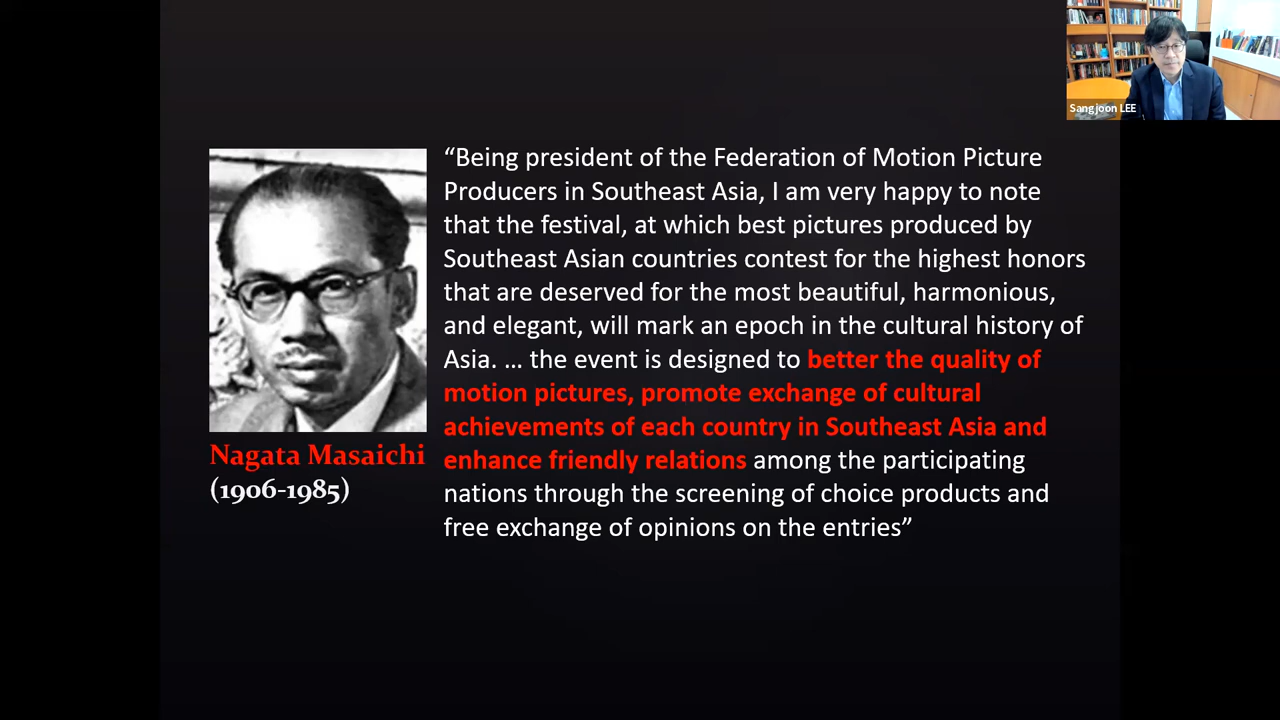 Sangjoon LEE
“Being president of the Federation of Motion Picture
Producers in Southeast Asia, I am very happy to note
that the festival, at which best pictures produced by
Southeast Asian countries contest for the highest honors
that are deserved for the most beautiful, harmonious,
and elegant, will mark an epoch in the cultural history of
Asia. ... the event is designed to better the quality of
motion pictures, promote exchange of cultural
achievements of each country in Southeast Asia and
enhance friendly relations among the participating
nations through the screening of choice products and
free exchange of opinions on the entries”
Nagata Masaichi
(1906-1985)